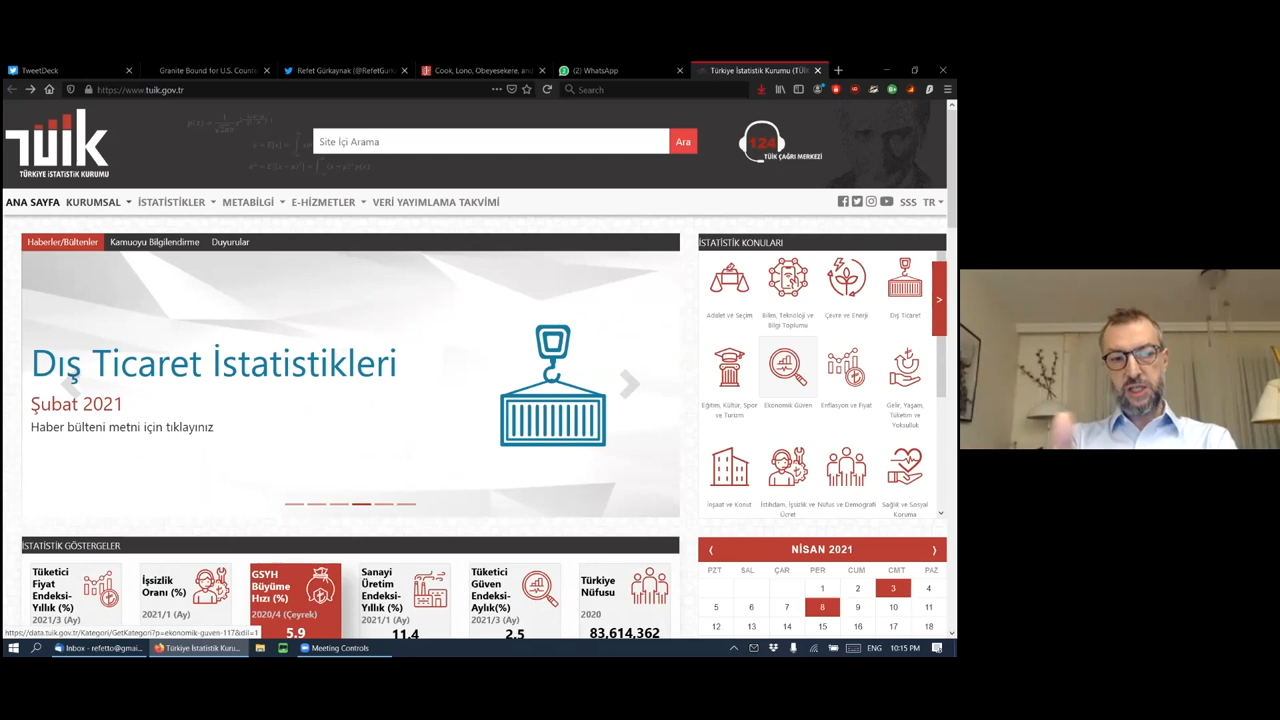 TweetDeck
Granite Bound for U.S. Counte
Refet Gürkaynak (@RefetGurk
Cook, Lono, Obeyesekere, and
(2) WhatsApp
Türkiye İstatistik Kurumu (TÜİK
https://www.tuik.gov.tr
Search
TÜİK
TÜRKİYE İSTATİSTİK KURUMU
Site İçi Arama
Ara
124
TÜİK ÇAĞRI MERKEZİ
ANA SAYFA KURUMSAL İSTATİSTİKLER METABİLGİ E-HİZMETLER VERİ YAYIMLAMA TAKVİMİ
SSS TR
Haberler/Bültenler Kamuoyu Bilgilendirme Duyurular
Dış Ticaret İstatistikleri
Şubat 2021
Haber bülteni metni için tıklayınız
İSTATİSTİK KONULARI
Adalet ve Seçim
Bilim, Teknoloji ve
Bilgi Toplumu
Çevre ve Enerji
Dış Ticaret
>
Eğitim, Kültür, Spor
ve Turizm
Ekonomik Güven
Enflasyon ve Fiyat
Gelir, Yaşam,
Tüketim ve
Yoksulluk
İnşaat ve Konut
İstihdam, İşsizlik ve
Ücret
Nüfus ve Demografi
Sağlık ve Sosyal
Koruma
İSTATİSTİK GÖSTERGELER
Tüketici
Fiyat
Endeksi-
Yıllık (%)
2021/3 (Ay)
İşsizlik
Oranı (%)
2021/1 (Ay)
GSYH
Büyüme
Hızı (%)
2020/4 (Çeyrek)
5.9
Sanayi
Üretim
Endeksi-
Yıllık (%)
2021/1 (Ay)
11.4
Tüketici
Güven
Endeksi-
Aylık(%)
2021/3 (Ay)
2.5
Türkiye
Nüfusu
2020
83,614,362
NİSAN 2021
PZT SAL ÇAR PER CUM CMT PAZ
1 2 3 4
5 6 7 8 9 10 11
12 13 14 15 16 17 18
https://data.tuik.gov.tr/Kategori/GetKategori?p=ekonomik-guven-117&dil=1
Inbox - refetto@gmai...
Türkiye İstatistik Kuru...
Meeting Controls
ENG
10:15 PM